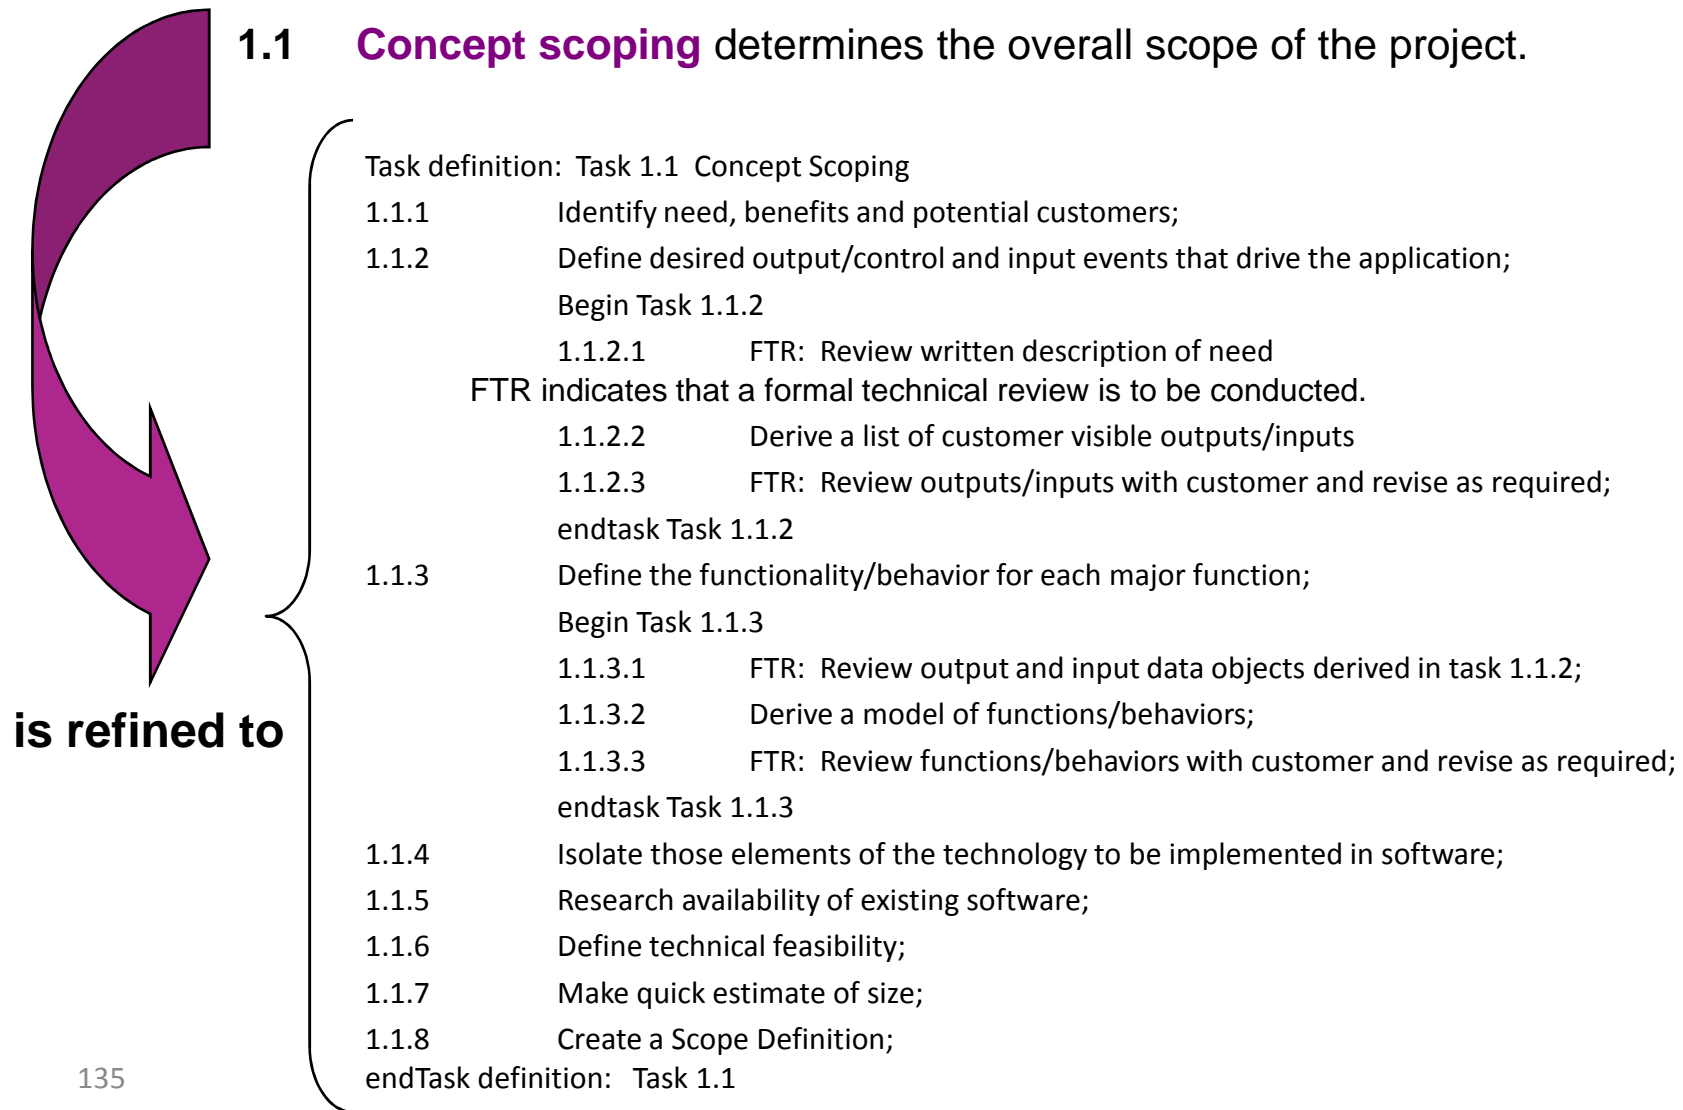 1.1 Concept scoping determines the overall scope of the project.
Task definition: Task 1.1 Concept Scoping
1.1.1 Identify need, benefits and potential customers;
1.1.2 Define desired output/control and input events that drive the application;
Begin Task 1.1.2
1.1.2.1 FTR: Review written description of need
FTR indicates that a formal technical review is to be conducted.
1.1.2.2 Derive a list of customer visible outputs/inputs
1.1.2.3 FTR: Review outputs/inputs with customer and revise as required;
endtask Task 1.1.2
1.1.3 Define the functionality/behavior for each major function;
Begin Task 1.1.3
1.1.3.1 FTR: Review output and input data objects derived in task 1.1.2;
1.1.3.2 Derive a model of functions/behaviors;
is refined to
1.1.3.3 FTR: Review functions/behaviors with customer and revise as required;
endtask Task 1.1.3
1.1.4 Isolate those elements of the technology to be implemented in software;
1.1.5 Research availability of existing software;
1.1.6 Define technical feasibility;
1.1.7 Make quick estimate of size;
1.1.8 Create a Scope Definition;
endTask definition: Task 1.1
135